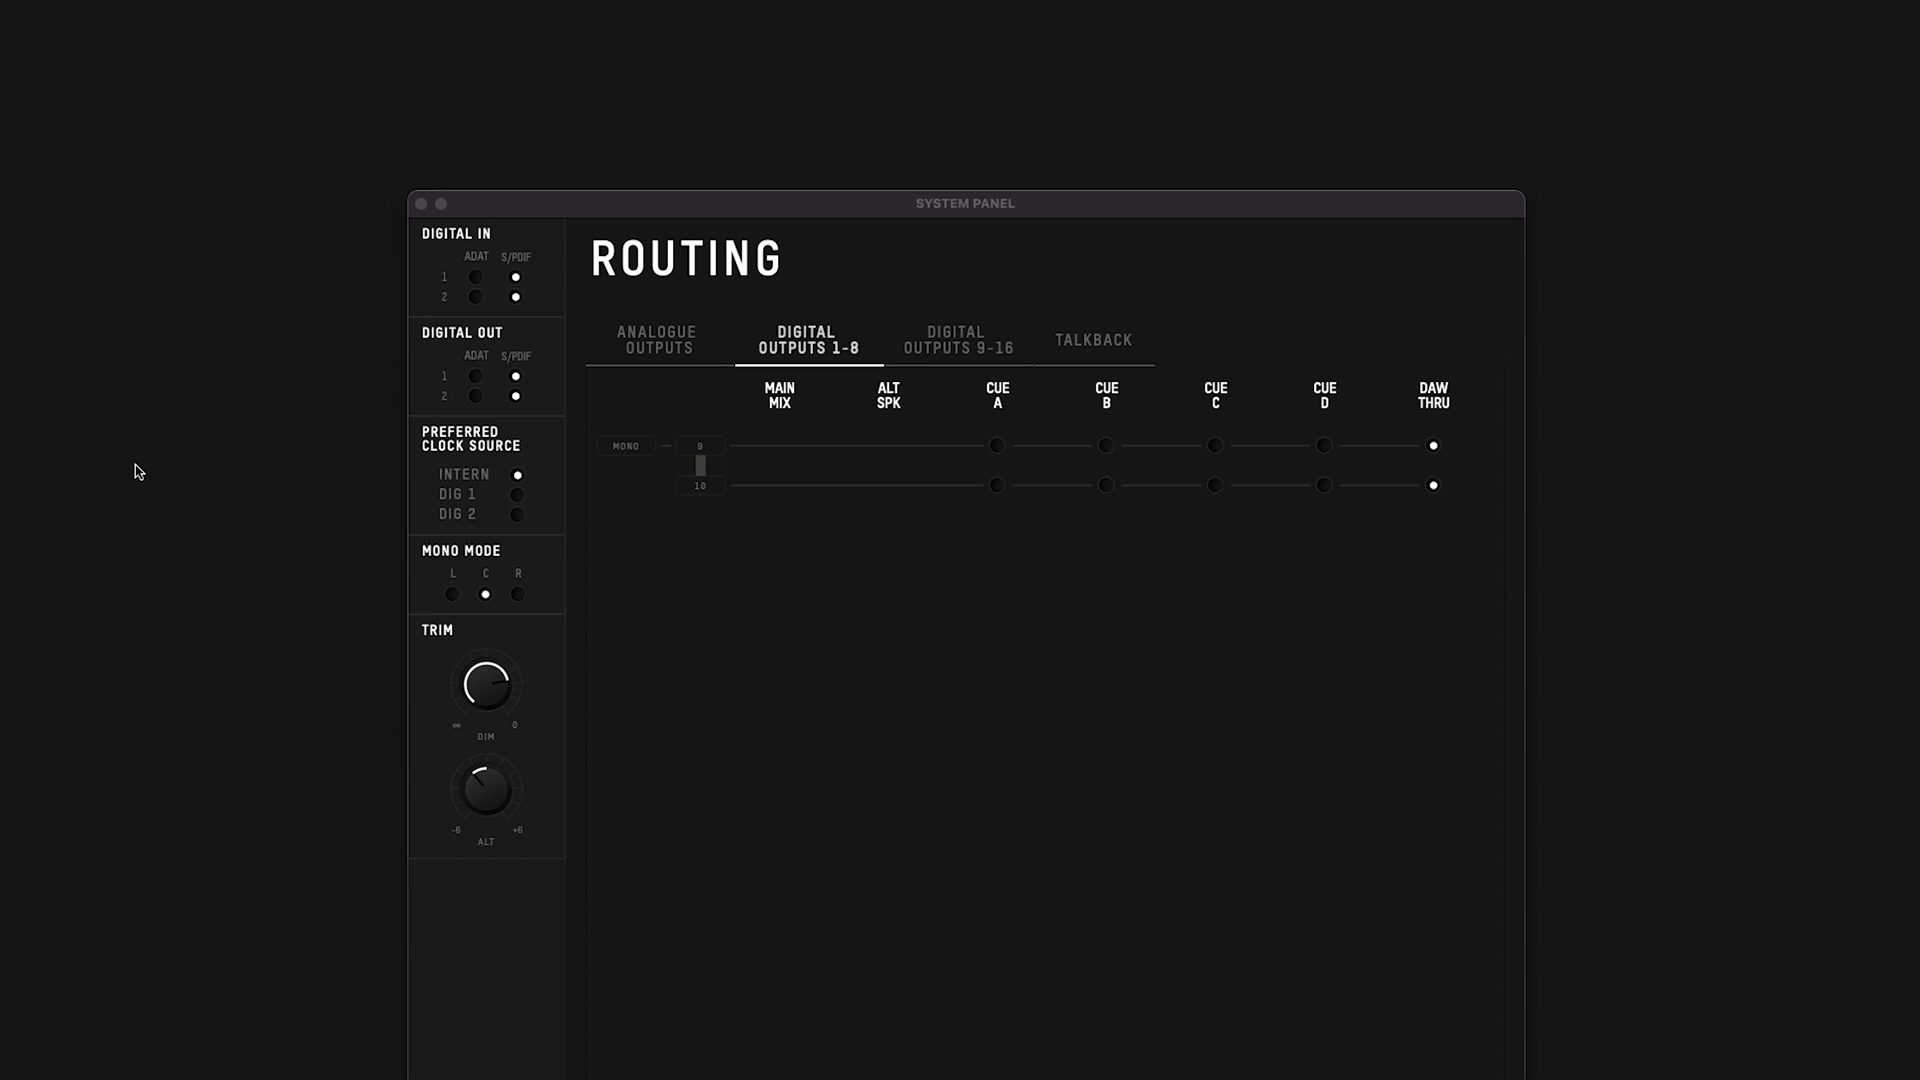 SYSTEM PANEL
DIGITAL IN
ADAT S/PDIF
1
2
DIGITAL OUT
ADAT S/PDIF
1
2
PREFERRED
CLOCK SOURCE
INTERN
DIG 1
DIG 2
MONO MODE
L C R
TRIM
∞ 0
DIM
-6 +6
ALT
ROUTING
ANALOGUE
OUTPUTS
DIGITAL
OUTPUTS 1-8
DIGITAL
OUTPUTS 9-16
TALKBACK
MAIN
MIX
ALT
SPK
CUE
A
CUE
B
CUE
C
CUE
D
DAW
THRU
MONO 9
10